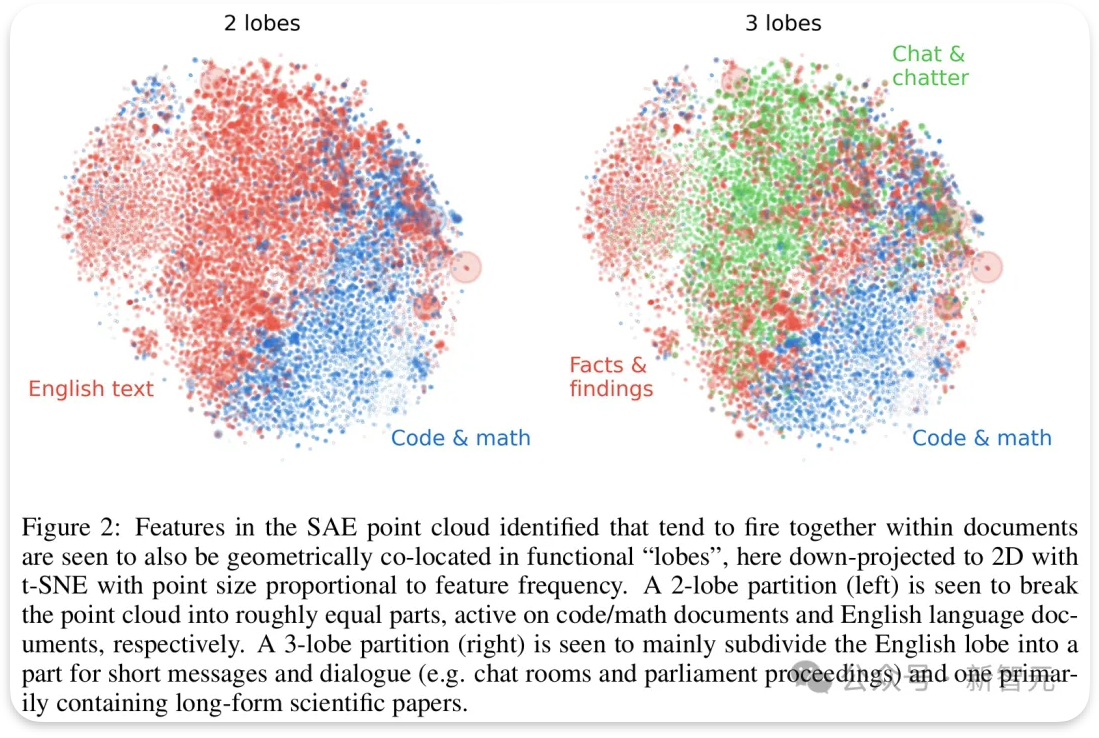 2 lobes
3 lobes
Chat &
chatter
English text
Code & math
Facts &
findings
Code & math
Figure 2: Features in the SAE point cloud identified that tend to fire together within documents
are seen to also be geometrically co-located in functional “lobes”, here down-projected to 2D with
t-SNE with point size proportional to feature frequency. A 2-lobe partition (left) is seen to break
the point cloud into roughly equal parts, active on code/math documents and English language doc-
uments, respectively. A 3-lobe partition (right) is seen to mainly subdivide the English lobe into a
part for short messages and dialogue (e.g. chat rooms and parliament proceedings) and one primar-
ily containing long-form scientific papers.
公众号 · 新智元